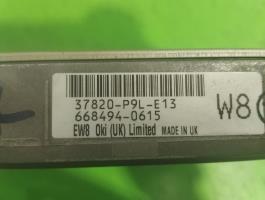 37820-P9L-E13
668494-0615
EW8 Oki (UK) Limited MADE IN UK
W8